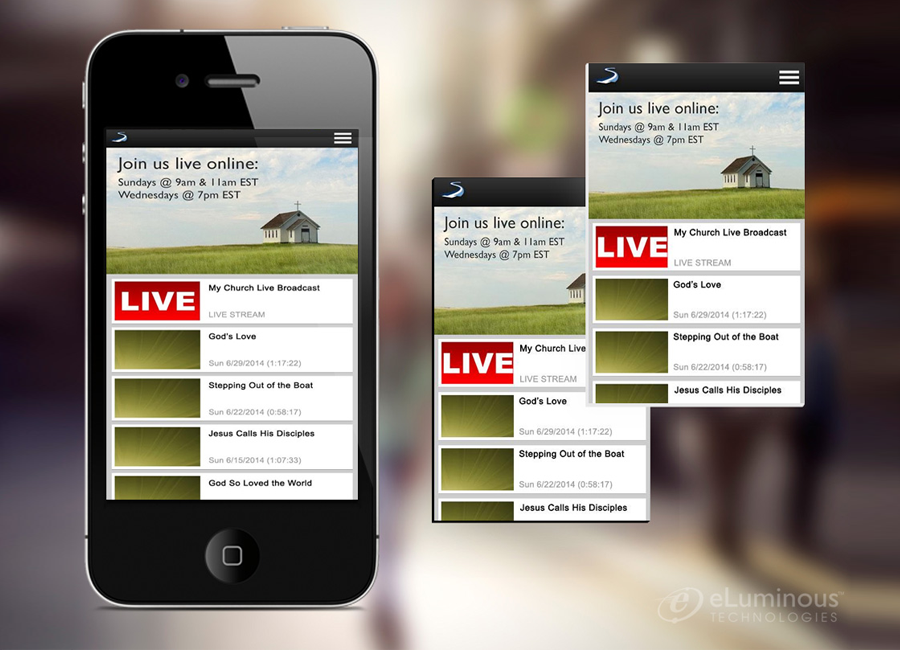 Join us live online:
Sundays @ 9am & 11am EST
Wednesdays @ 7pm EST
LIVE
My Church Live Broadcast
LIVE STREAM
God's Love
Sun 6/29/2014 (1:17:22)
Stepping Out of the Boat
Sun 6/22/2014 (0:58:17)
Jesus Calls His Disciples
Sun 6/15/2014 (1:07:33)
God So Loved the World
Join us live online:
Sundays @ 9am & 11am EST
Wednesdays @ 7pm EST
LIVE
My Church Live
LIVE STREAM
God's Love
Sun 6/29/2014 (1:17:22)
Stepping Out of the Boat
Sun 6/22/2014 (0:58:17)
Jesus Calls His Disciples
Join us live online:
Sundays @ 9am & 11am EST
Wednesdays @ 7pm EST
LIVE
My Church Live Broadcast
LIVE STREAM
God's Love
Sun 6/29/2014 (1:17:22)
Stepping Out of the Boat
Sun 6/22/2014 (0:58:17)
Jesus Calls His Disciples
eLuminous™
TECHNOLOGIES